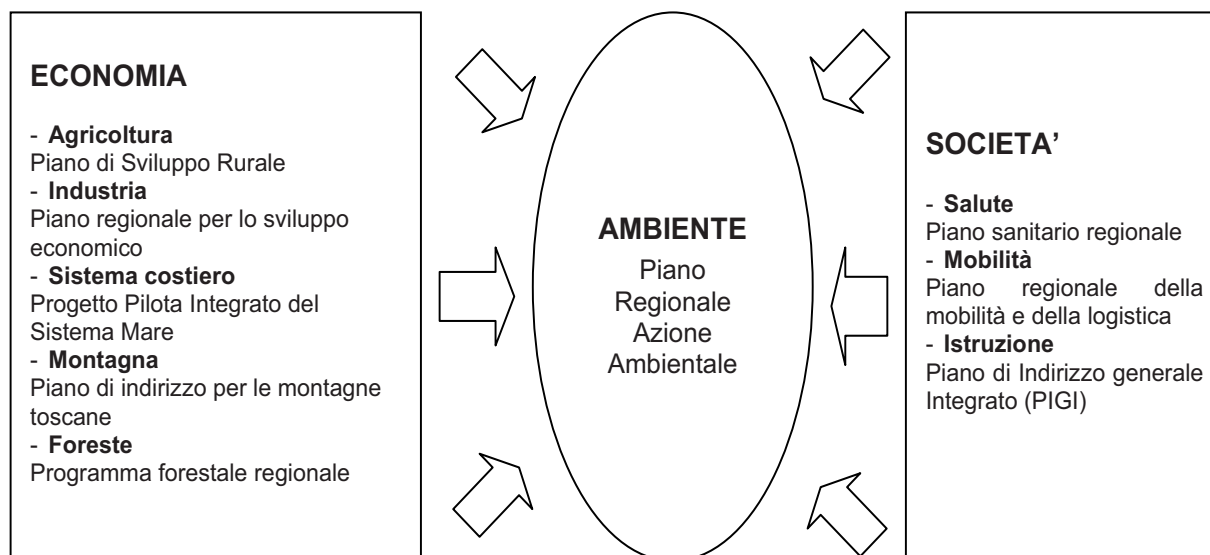 ECONOMIA
- Agricoltura
Piano di Sviluppo Rurale
- Industria
Piano regionale per lo sviluppo
economico
- Sistema costiero
Progetto Pilota Integrato del
Sistema Mare
- Montagna
Piano di indirizzo per le montagne
toscane
- Foreste
Programma forestale regionale
AMBIENTE
Piano
Regionale
Azione
Ambientale
SOCIETA'
- Salute
Piano sanitario regionale
- Mobilità
Piano regionale della
mobilità e della logistica
- Istruzione
Piano di Indirizzo generale
Integrato (PIGI)